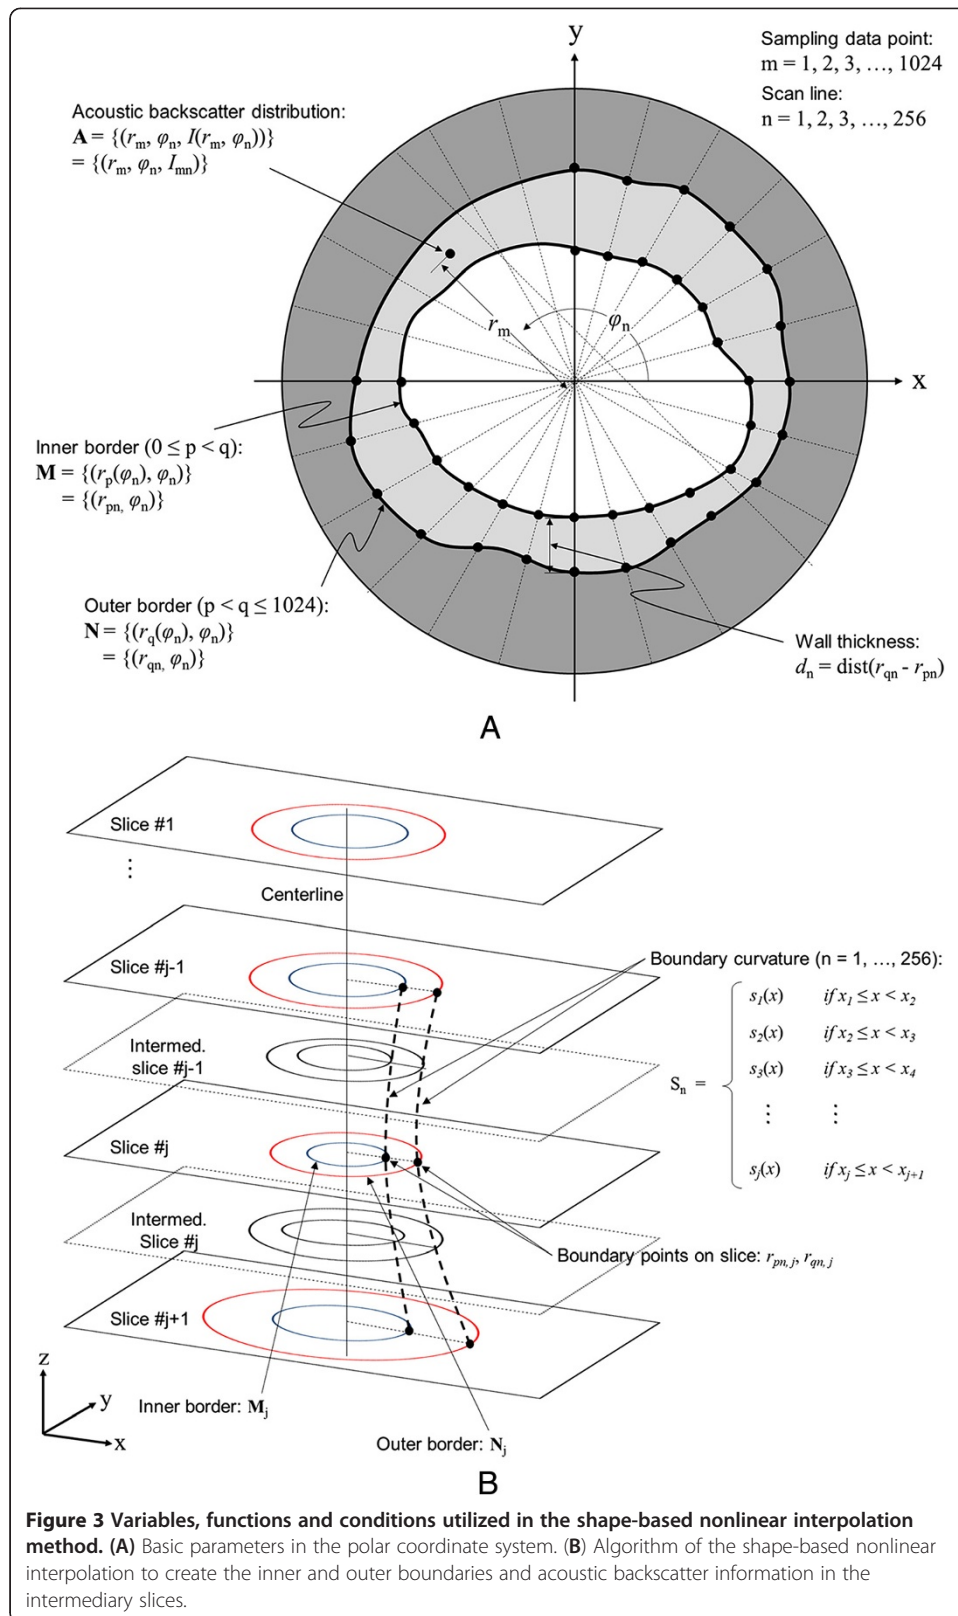 y
Sampling data point:
m = 1, 2, 3, …, 1024
Scan line:
n = 1, 2, 3, …, 256
Acoustic backscatter distribution:
A = {(rm, φn, I(rm, φn))}
= {(rm, φn, Imn)}
rm
φn
x
Inner border (0 ≤ p < q):
M = {(rp(φn), φn)}
= {(rpn, φn)}
Outer border (p < q ≤ 1024):
N = {(rq(φn), φn)}
= {(rqn, φn)}
Wall thickness:
dn = dist(rqn - rpn)
A
Slice #1
⋮
Centerline
Slice #j-1
Boundary curvature (n = 1, …, 256):
s1(x) if x1 ≤ x < x2
s2(x) if x2 ≤ x < x3
s3(x) if x3 ≤ x < x4
Sn =
⋮ ⋮
sj(x) if xj ≤ x < xj+1
Intermed.
slice #j-1
Slice #j
Intermed.
Slice #j
Boundary points on slice: rpn, j, rqn, j
Slice #j+1
z
y
x
Inner border: Mj
Outer border: Nj
B
Figure 3 Variables, functions and conditions utilized in the shape-based nonlinear interpolation
method. (A) Basic parameters in the polar coordinate system. (B) Algorithm of the shape-based nonlinear
interpolation to create the inner and outer boundaries and acoustic backscatter information in the
intermediary slices.